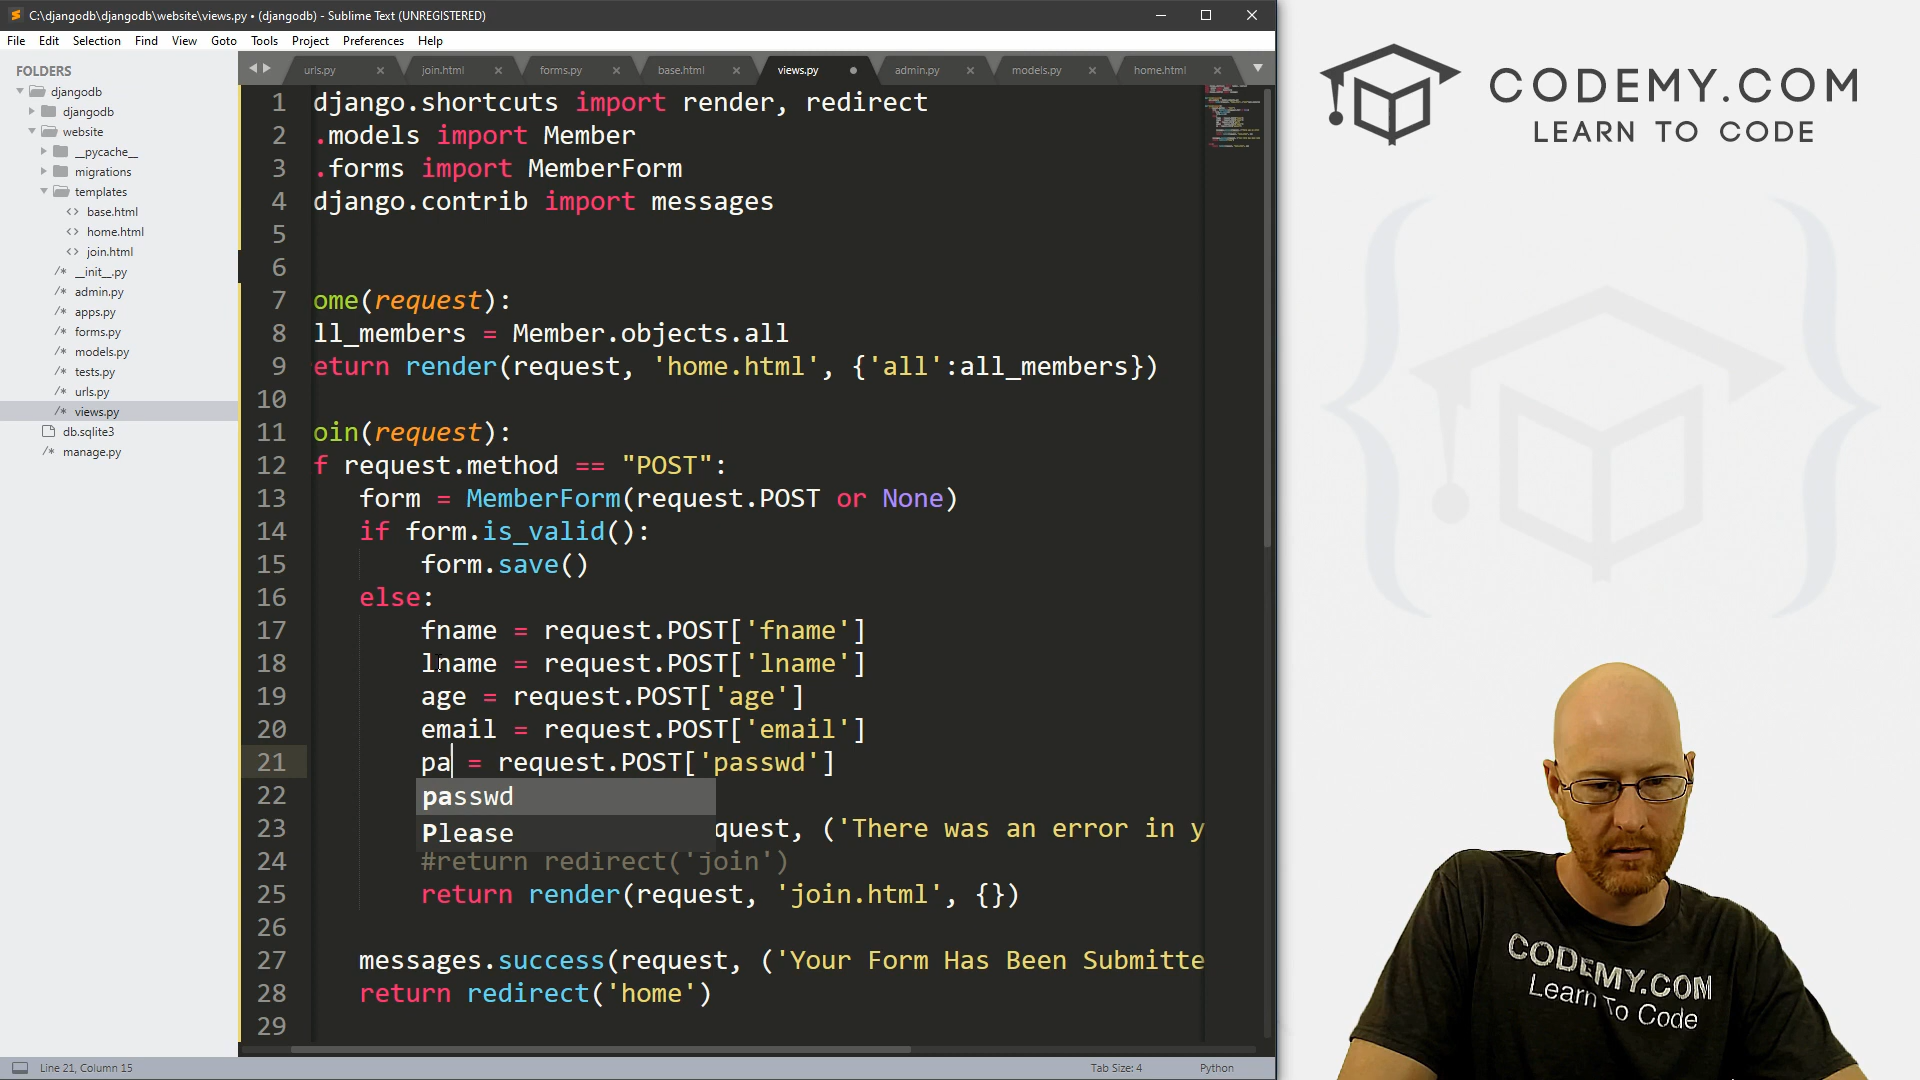 C:\djangodb\djangodb\website\views.py • (djangodb) - Sublime Text (UNREGISTERED)
File Edit Selection Find View Goto Tools Project Preferences Help
FOLDERS
djangodb
djangodb
website
__pycache__
migrations
templates
base.html
home.html
join.html
__init__.py
admin.py
apps.py
forms.py
models.py
tests.py
urls.py
views.py
db.sqlite3
manage.py
urls.py join.html forms.py base.html views.py admin.py models.py home.html
1 django.shortcuts import render, redirect
2 .models import Member
3 .forms import MemberForm
4 django.contrib import messages
5
6
7 ome(request):
8 ll_members = Member.objects.all
9 eturn render(request, 'home.html', {'all':all_members})
10
11 oin(request):
12 f request.method == "POST":
13 form = MemberForm(request.POST or None)
14 if form.is_valid():
15 form.save()
16 else:
17 fname = request.POST['fname']
18 lname = request.POST['lname']
19 age = request.POST['age']
20 email = request.POST['email']
21 pa = request.POST['passwd']
22 passwd
23 quest, ('There was an error in y
Please
24 #return redirect('join')
25 return render(request, 'join.html', {})
26
27 messages.success(request, ('Your Form Has Been Submitte
28 return redirect('home')
29
Line 21, Column 15
Tab Size: 4
Python
CODEMY.COM
LEARN TO CODE
CODEMY.COM
Learn To Code